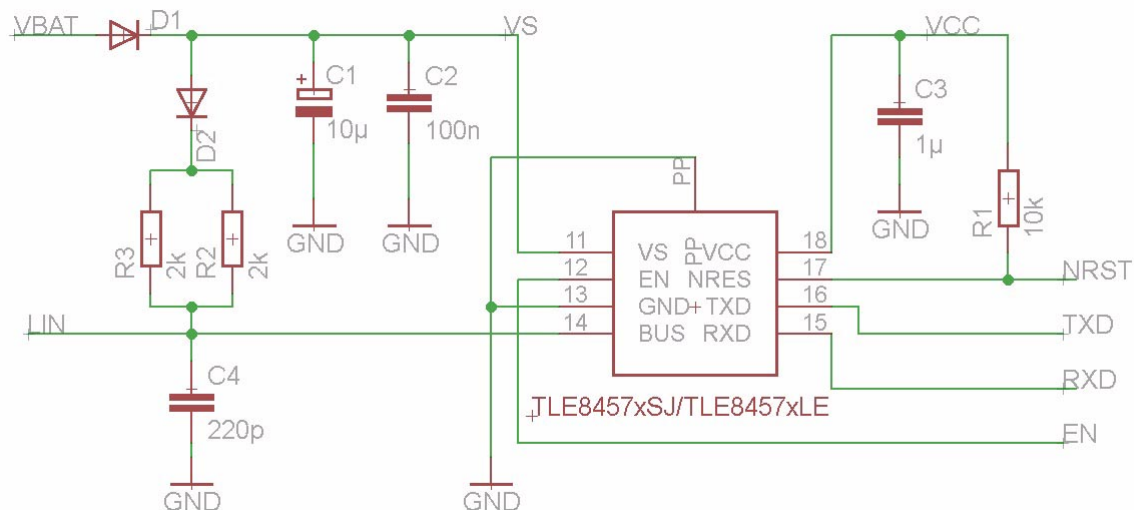 VBAT
D1
VS
VCC
C1
10µ
C2
100n
C3
1µ
D2
PP
R1
10k
GND
GND
GND
R3
2k
R2
2k
11
VS
PP
VCC
18
12
EN
NRES
17
NRST
13
GND
TXD
16
TXD
LIN
14
BUS
RXD
15
RXD
C4
220p
TLE8457xSJ/TLE8457xLE
EN
GND
GND